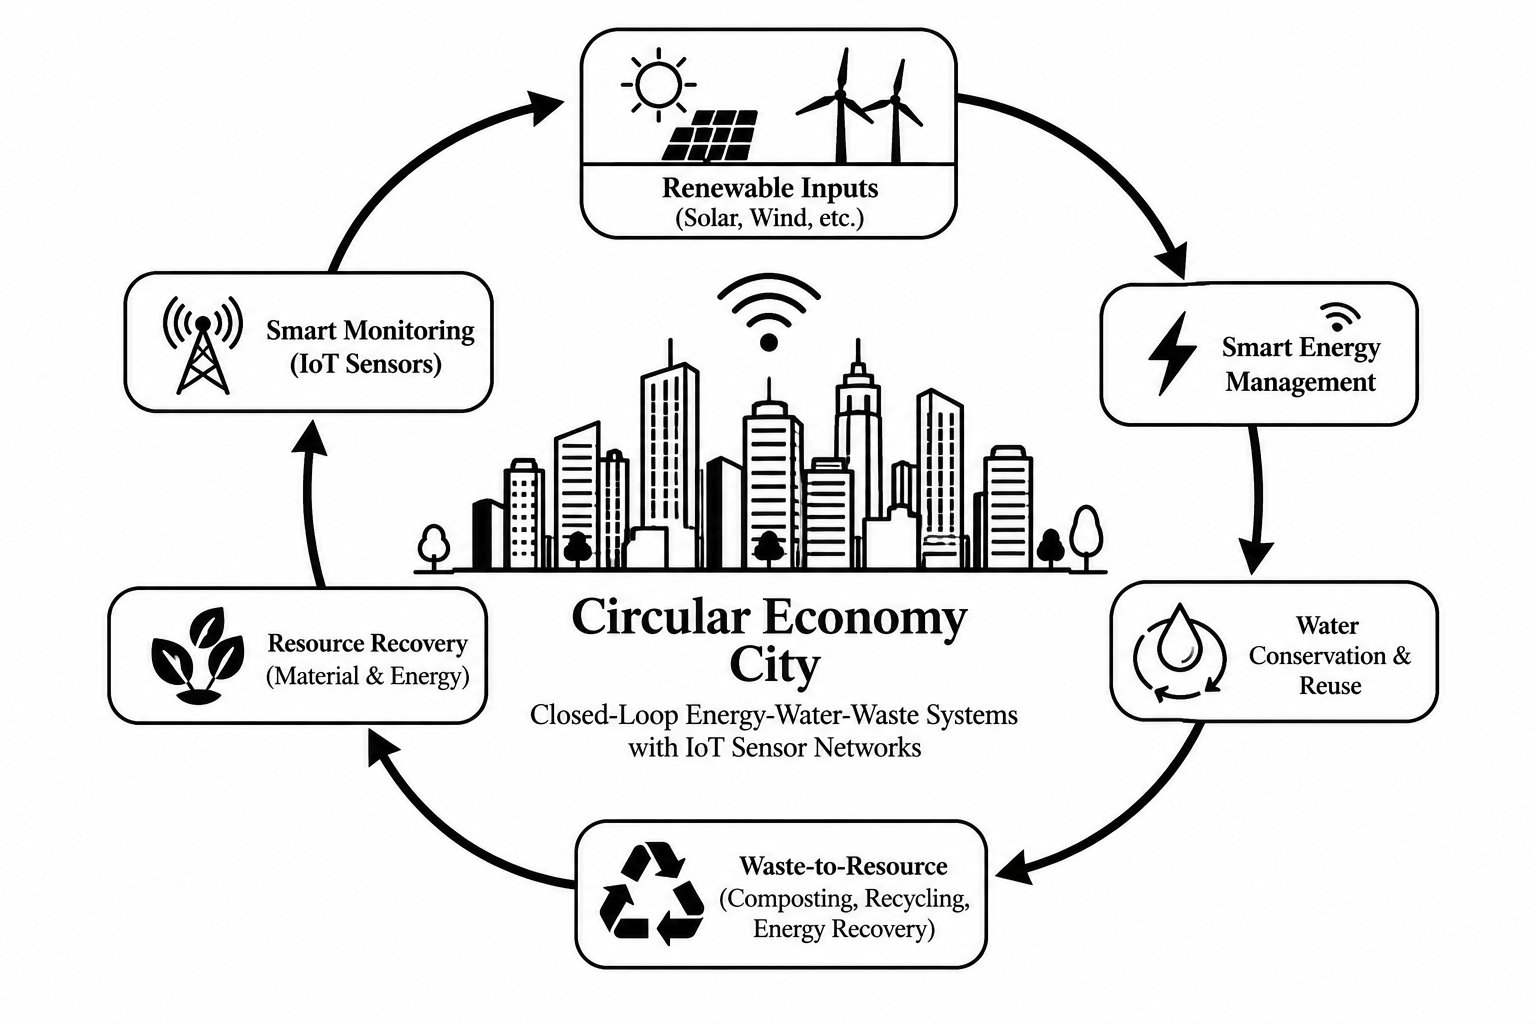 Renewable Inputs
(Solar, Wind, etc.)
Smart Monitoring
(IoT Sensors)
Smart Energy
Management
Resource Recovery
(Material & Energy)
Circular Economy
City
Closed-Loop Energy-Water-Waste Systems
with IoT Sensor Networks
Water
Conservation &
Reuse
Waste-to-Resource
(Composting, Recycling,
Energy Recovery)